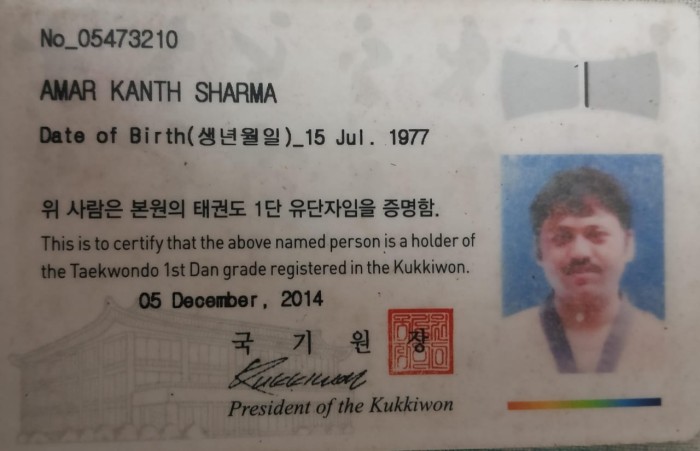 No_05473210
AMAR KANTH SHARMA
Date of Birth(생년월일)_15 Jul. 1977
위 사람은 본원의 태권도 1단 유단자임을 증명함.
This is to certify that the above named person is a holder of
the Taekwondo 1st Dan grade registered in the Kukkiwon.
05 December, 2014
국 기 원 장
Kukkiwon
President of the Kukkiwon